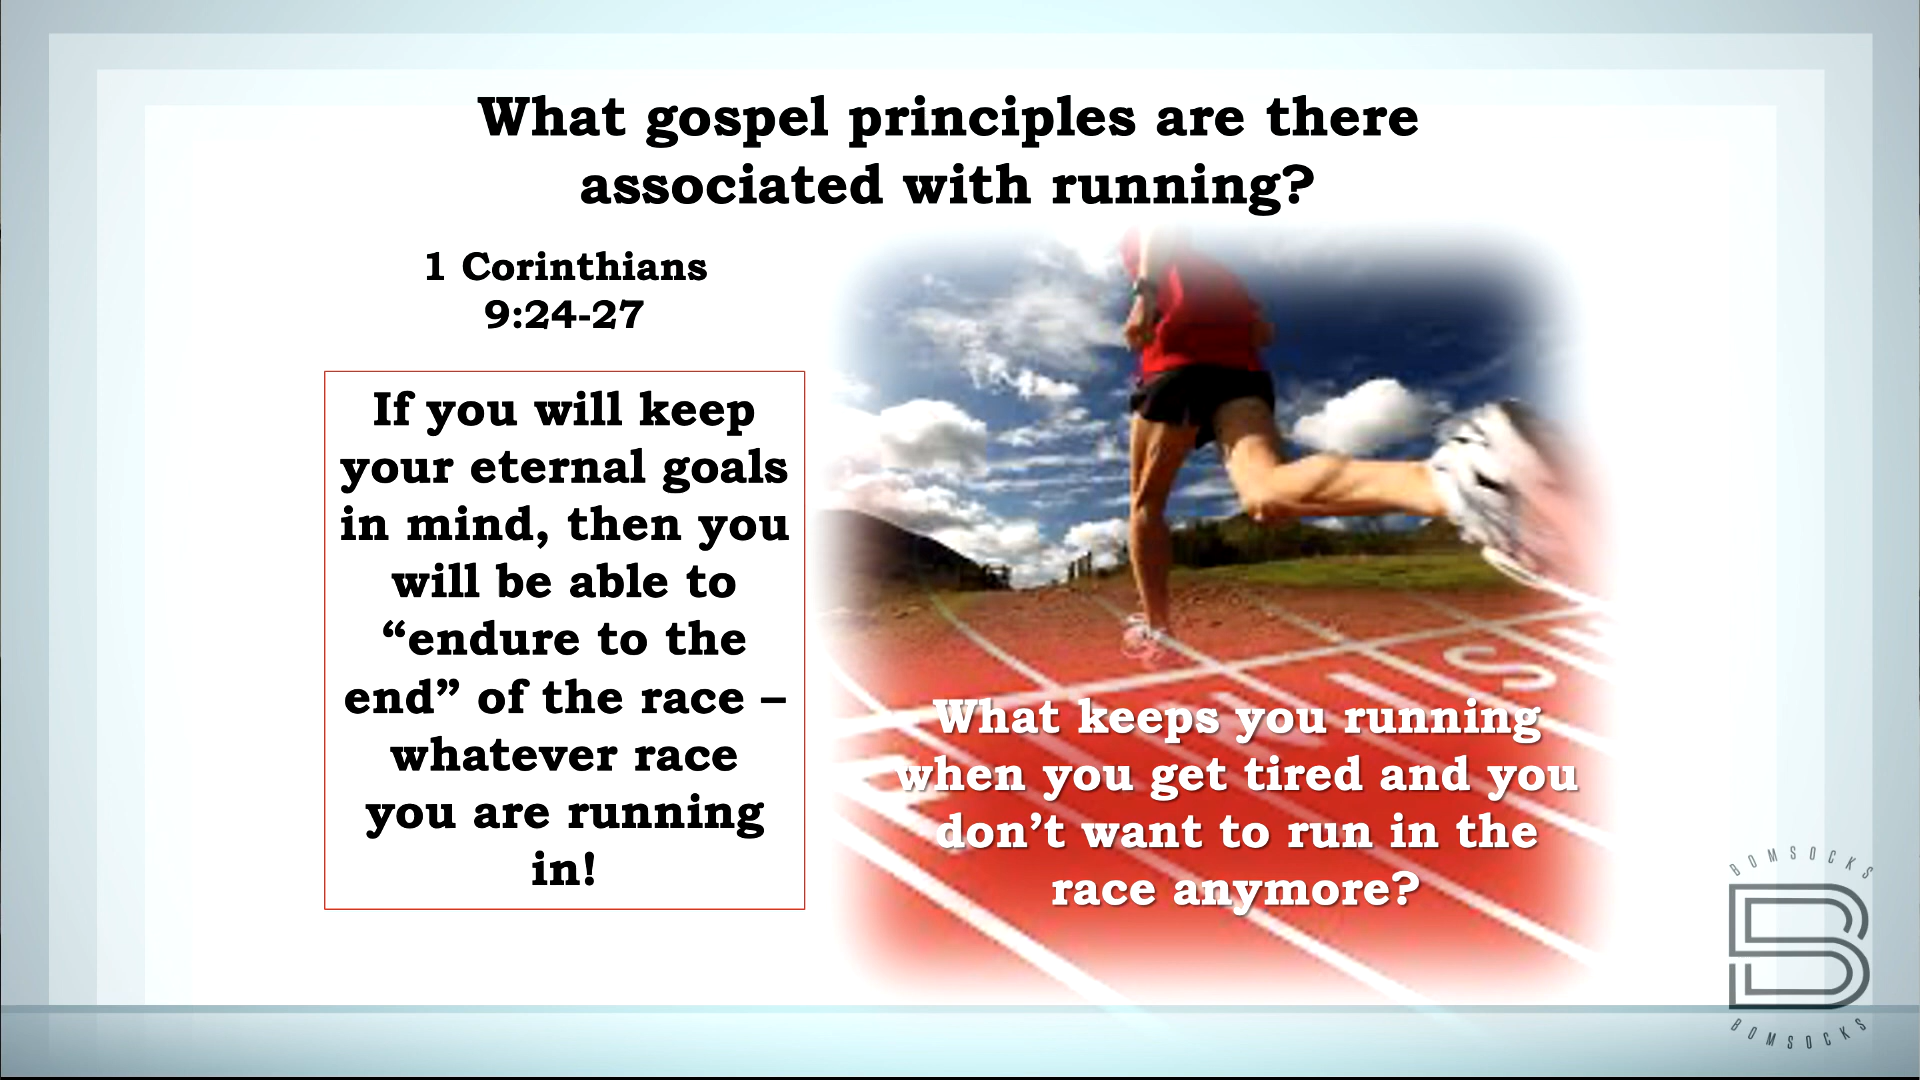 What gospel principles are there
associated with running?
1 Corinthians
9:24-27
If you will keep
your eternal goals
in mind, then you
will be able to
“endure to the
end” of the race –
whatever race
you are running
in!
What keeps you running
when you get tired and you
don’t want to run in the
race anymore?
BOMSOCKS
BOMSOCKS